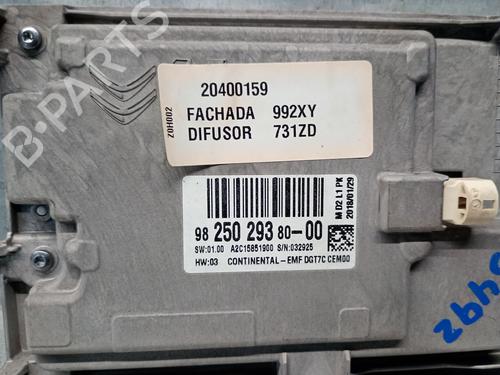 B-PARTS
20400159
FACHADA 992XY
DIFUSOR 731ZD
Z0H002
98 250 293 80-00
SW:01.00 A2C15851900 S/N:032925
HW:03 CONTINENTAL-EMF DGT7C CEM00
M D2 L1 PK
2018/01/29